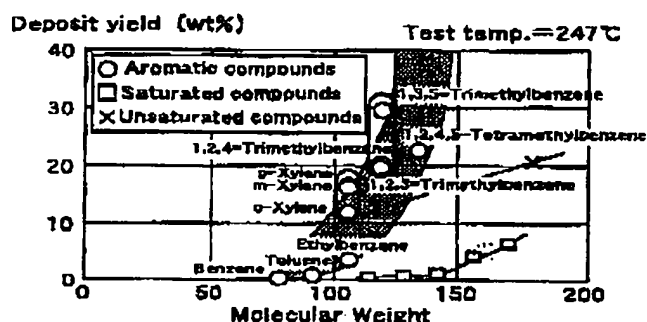 Deposit yield (wt%)
Test temp.=247℃
40
30
20
10
0
Aromatic compounds
Saturated compounds
Unsaturated compounds
1,3,5-Trimethylbenzene
1,2,4,5-Tetramethylbenzene
1,2,4-Trimethylbenzene
p-Xylene
m-Xylene
1,2,3-Trimethylbenzene
o-Xylene
Ethylbenzene
Toluene
Benzene
0 50 100 150 200
Molecular Weight